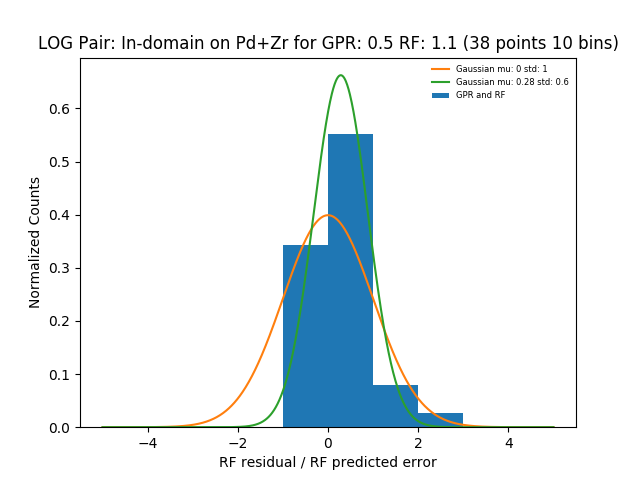 LOG Pair: In-domain on Pd+Zr for GPR: 0.5 RF: 1.1 (38 points 10 bins)
Gaussian mu: 0 std: 1
Gaussian mu: 0.28 std: 0.6
GPR and RF
Normalized Counts
0.6
0.5
0.4
0.3
0.2
0.1
0.0
−4 −2 0 2 4
RF residual / RF predicted error